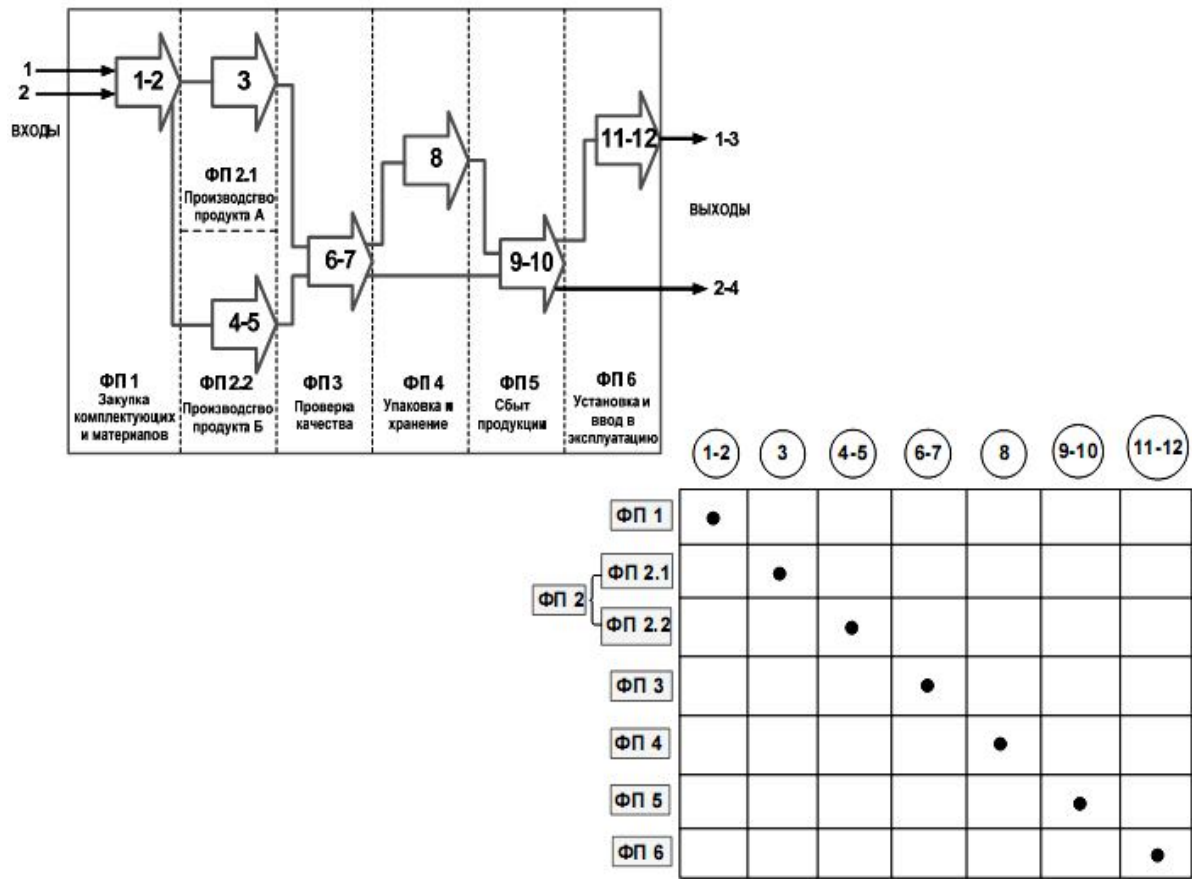 1
2
ВХОДЫ
1-2
3
ФП 2.1
Производство
продукта А
4-5
6-7
8
9-10
11-12
1-3
ВЫХОДЫ
2-4
ФП 1
Закупка
комплектующих
и материалов
ФП 2.2
Производство
продукта Б
ФП 3
Проверка
качества
ФП 4
Упаковка и
хранение
ФП 5
Сбыт
продукции
ФП 6
Установка и
ввод в
эксплуатацию
1-2 3 4-5 6-7 8 9-10 11-12
ФП 1
ФП 2
ФП 2.1
ФП 2.2
ФП 3
ФП 4
ФП 5
ФП 6